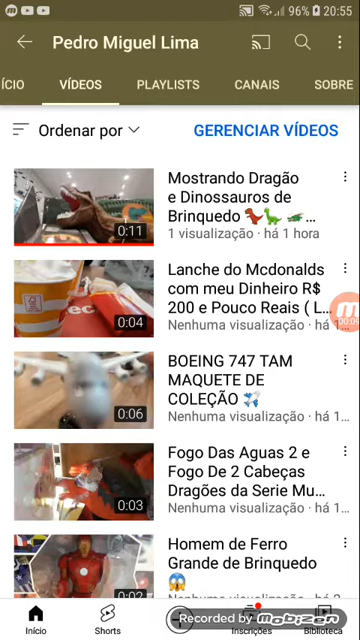 96% 20:55
Pedro Miguel Lima
ÍCIO VÍDEOS PLAYLISTS CANAIS SOBRE
Ordenar por GERENCIAR VÍDEOS
Mostrando Dragão
e Dinossauros de
Brinquedo 🦖🦕🐊...
1 visualização · há 1 hora
0:11
Lanche do Mcdonalds
com meu Dinheiro R$
200 e Pouco Reais ( L...
Nenhuma visualização · há 1...
0:04
00:09
BOEING 747 TAM
MAQUETE DE
COLEÇÃO ✈️
Nenhuma visualização · há 1...
0:06
Fogo Das Aguas 2 e
Fogo De 2 Cabeças
Dragões da Serie Mu...
Nenhuma visualização · há 1...
0:03
Homem de Ferro
Grande de Brinquedo
😱
0:02
Recorded by Mobizen
Início Shorts Inscrições Biblioteca